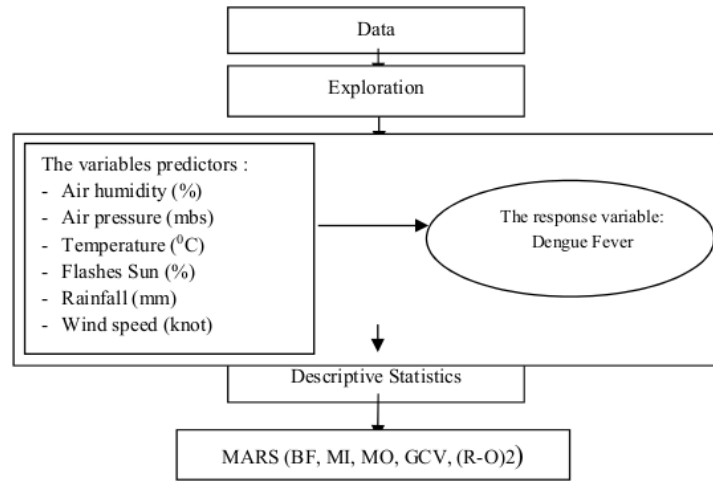 Data
Exploration
The variables predictors :
- Air humidity (%)
- Air pressure (mbs)
- Temperature (⁰C)
- Flashes Sun (%)
- Rainfall (mm)
- Wind speed (knot)
The response variable:
Dengue Fever
Descriptive Statistics
MARS (BF, MI, MO, GCV, (R-O)2)